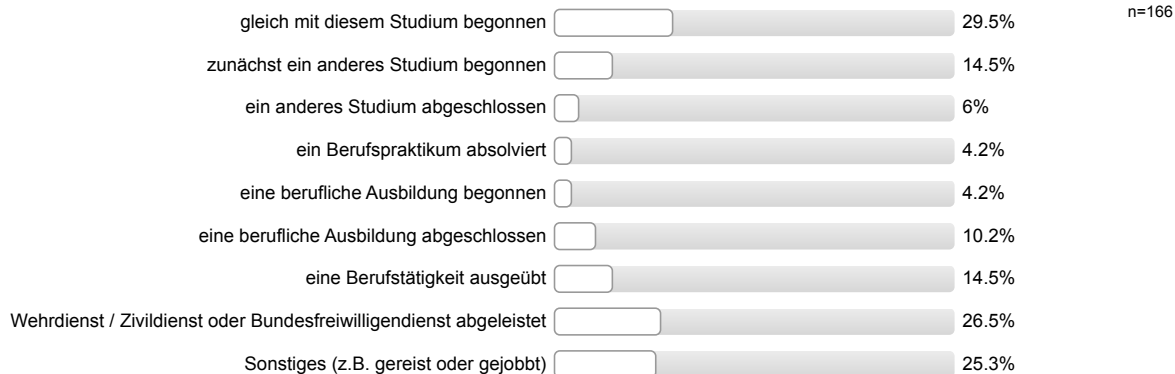 n=166
gleich mit diesem Studium begonnen 29.5%
zunächst ein anderes Studium begonnen 14.5%
ein anderes Studium abgeschlossen 6%
ein Berufspraktikum absolviert 4.2%
eine berufliche Ausbildung begonnen 4.2%
eine berufliche Ausbildung abgeschlossen 10.2%
eine Berufstätigkeit ausgeübt 14.5%
Wehrdienst / Zivildienst oder Bundesfreiwilligendienst abgeleistet 26.5%
Sonstiges (z.B. gereist oder gejobbt) 25.3%